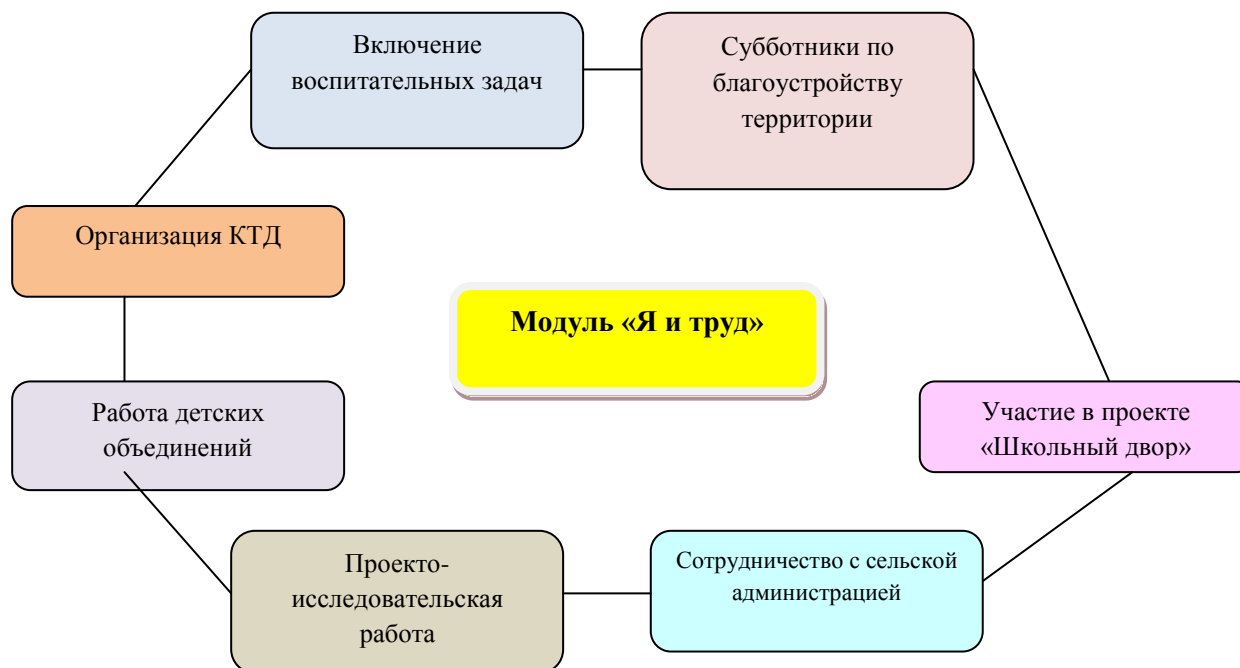 Включение
воспитательных задач
Субботники по
благоустройству
территории
Организация КТД
Модуль «Я и труд»
Работа детских
объединений
Участие в проекте
«Школьный двор»
Проекто-
исследовательская
работа
Сотрудничество с сельской
администрацией